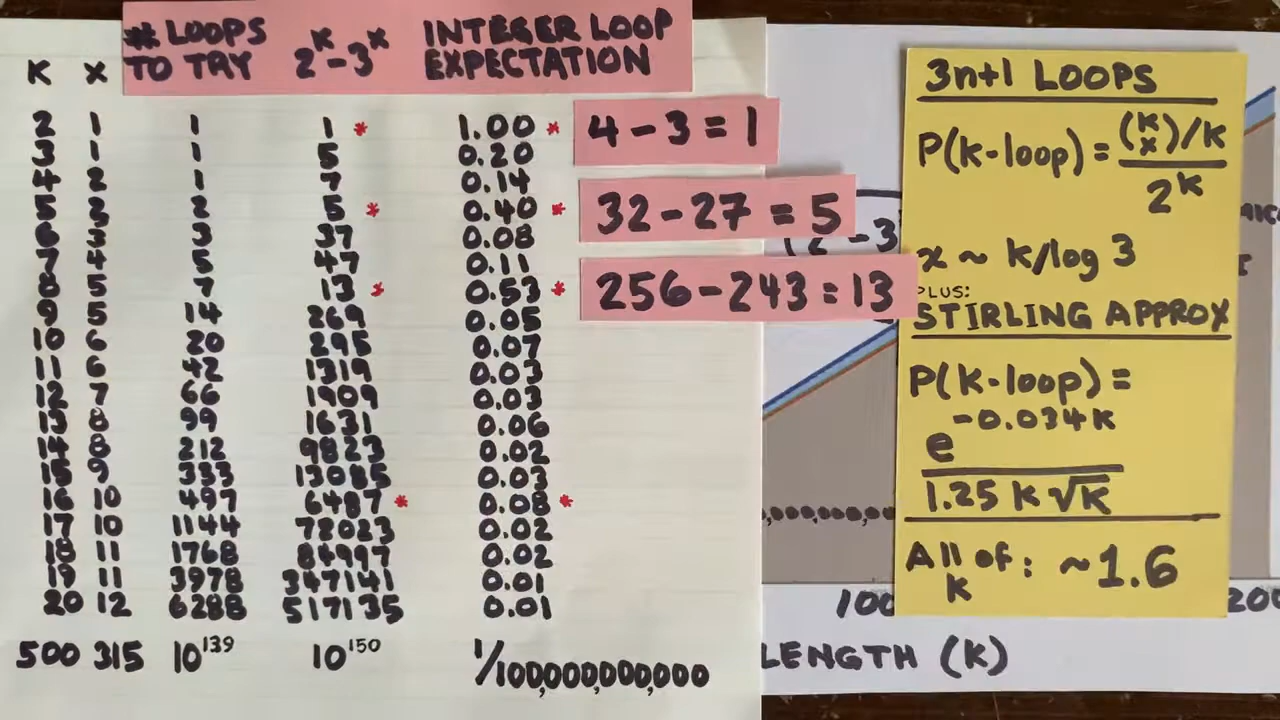 # LOOPS TO TRY
2^K - 3^X
INTEGER LOOP EXPECTATION
K X
2 1 1 1 * 1.00 *
3 1 1 5 0.20
4 2 1 7 0.14
5 3 2 5 * 0.40 *
6 3 3 37 0.08
7 4 5 47 0.11
8 5 7 13 * 0.53 *
9 5 14 269 0.05
10 6 20 295 0.07
11 6 42 1319 0.03
12 7 66 1909 0.03
13 8 99 1631 0.06
14 8 212 9823 0.02
15 9 333 13085 0.03
16 10 497 6487 * 0.08 *
17 10 1144 72023 0.02
18 11 1768 84997 0.02
19 11 3978 347141 0.01
20 12 6288 517135 0.01
500 315 10^139 10^150 1/100,000,000,000
4 - 3 = 1
32 - 27 = 5
256 - 243 = 13
3n+1 LOOPS
P(k-loop) = (K X)/K
2^K
x ~ k/log 3
PLUS:
STIRLING APPROX
P(K-loop) =
e^-0.034K
1.25 K √K
All of: ~1.6
K
LENGTH (K)